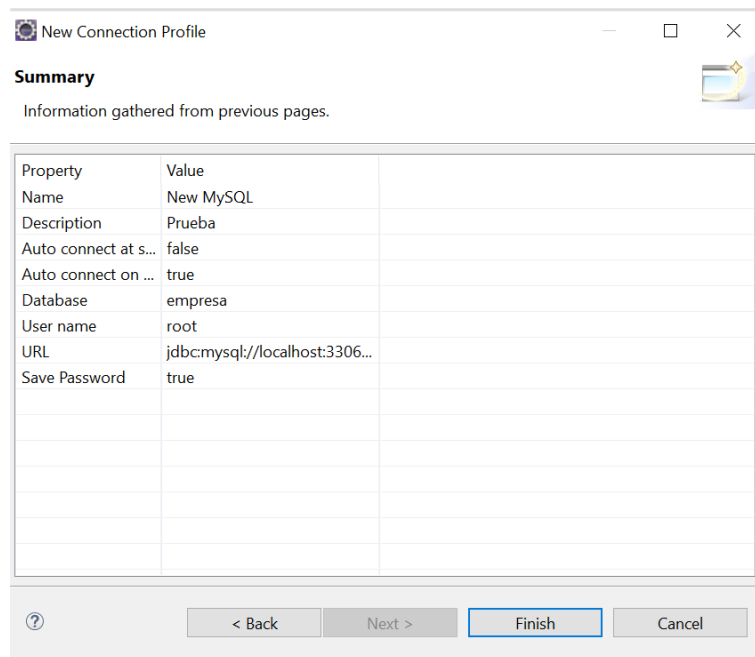 New Connection Profile
Summary
Information gathered from previous pages.
Property Value
Name New MySQL
Description Prueba
Auto connect at s... false
Auto connect on ... true
Database empresa
User name root
URL jdbc:mysql://localhost:3306...
Save Password true
? < Back Next > Finish Cancel